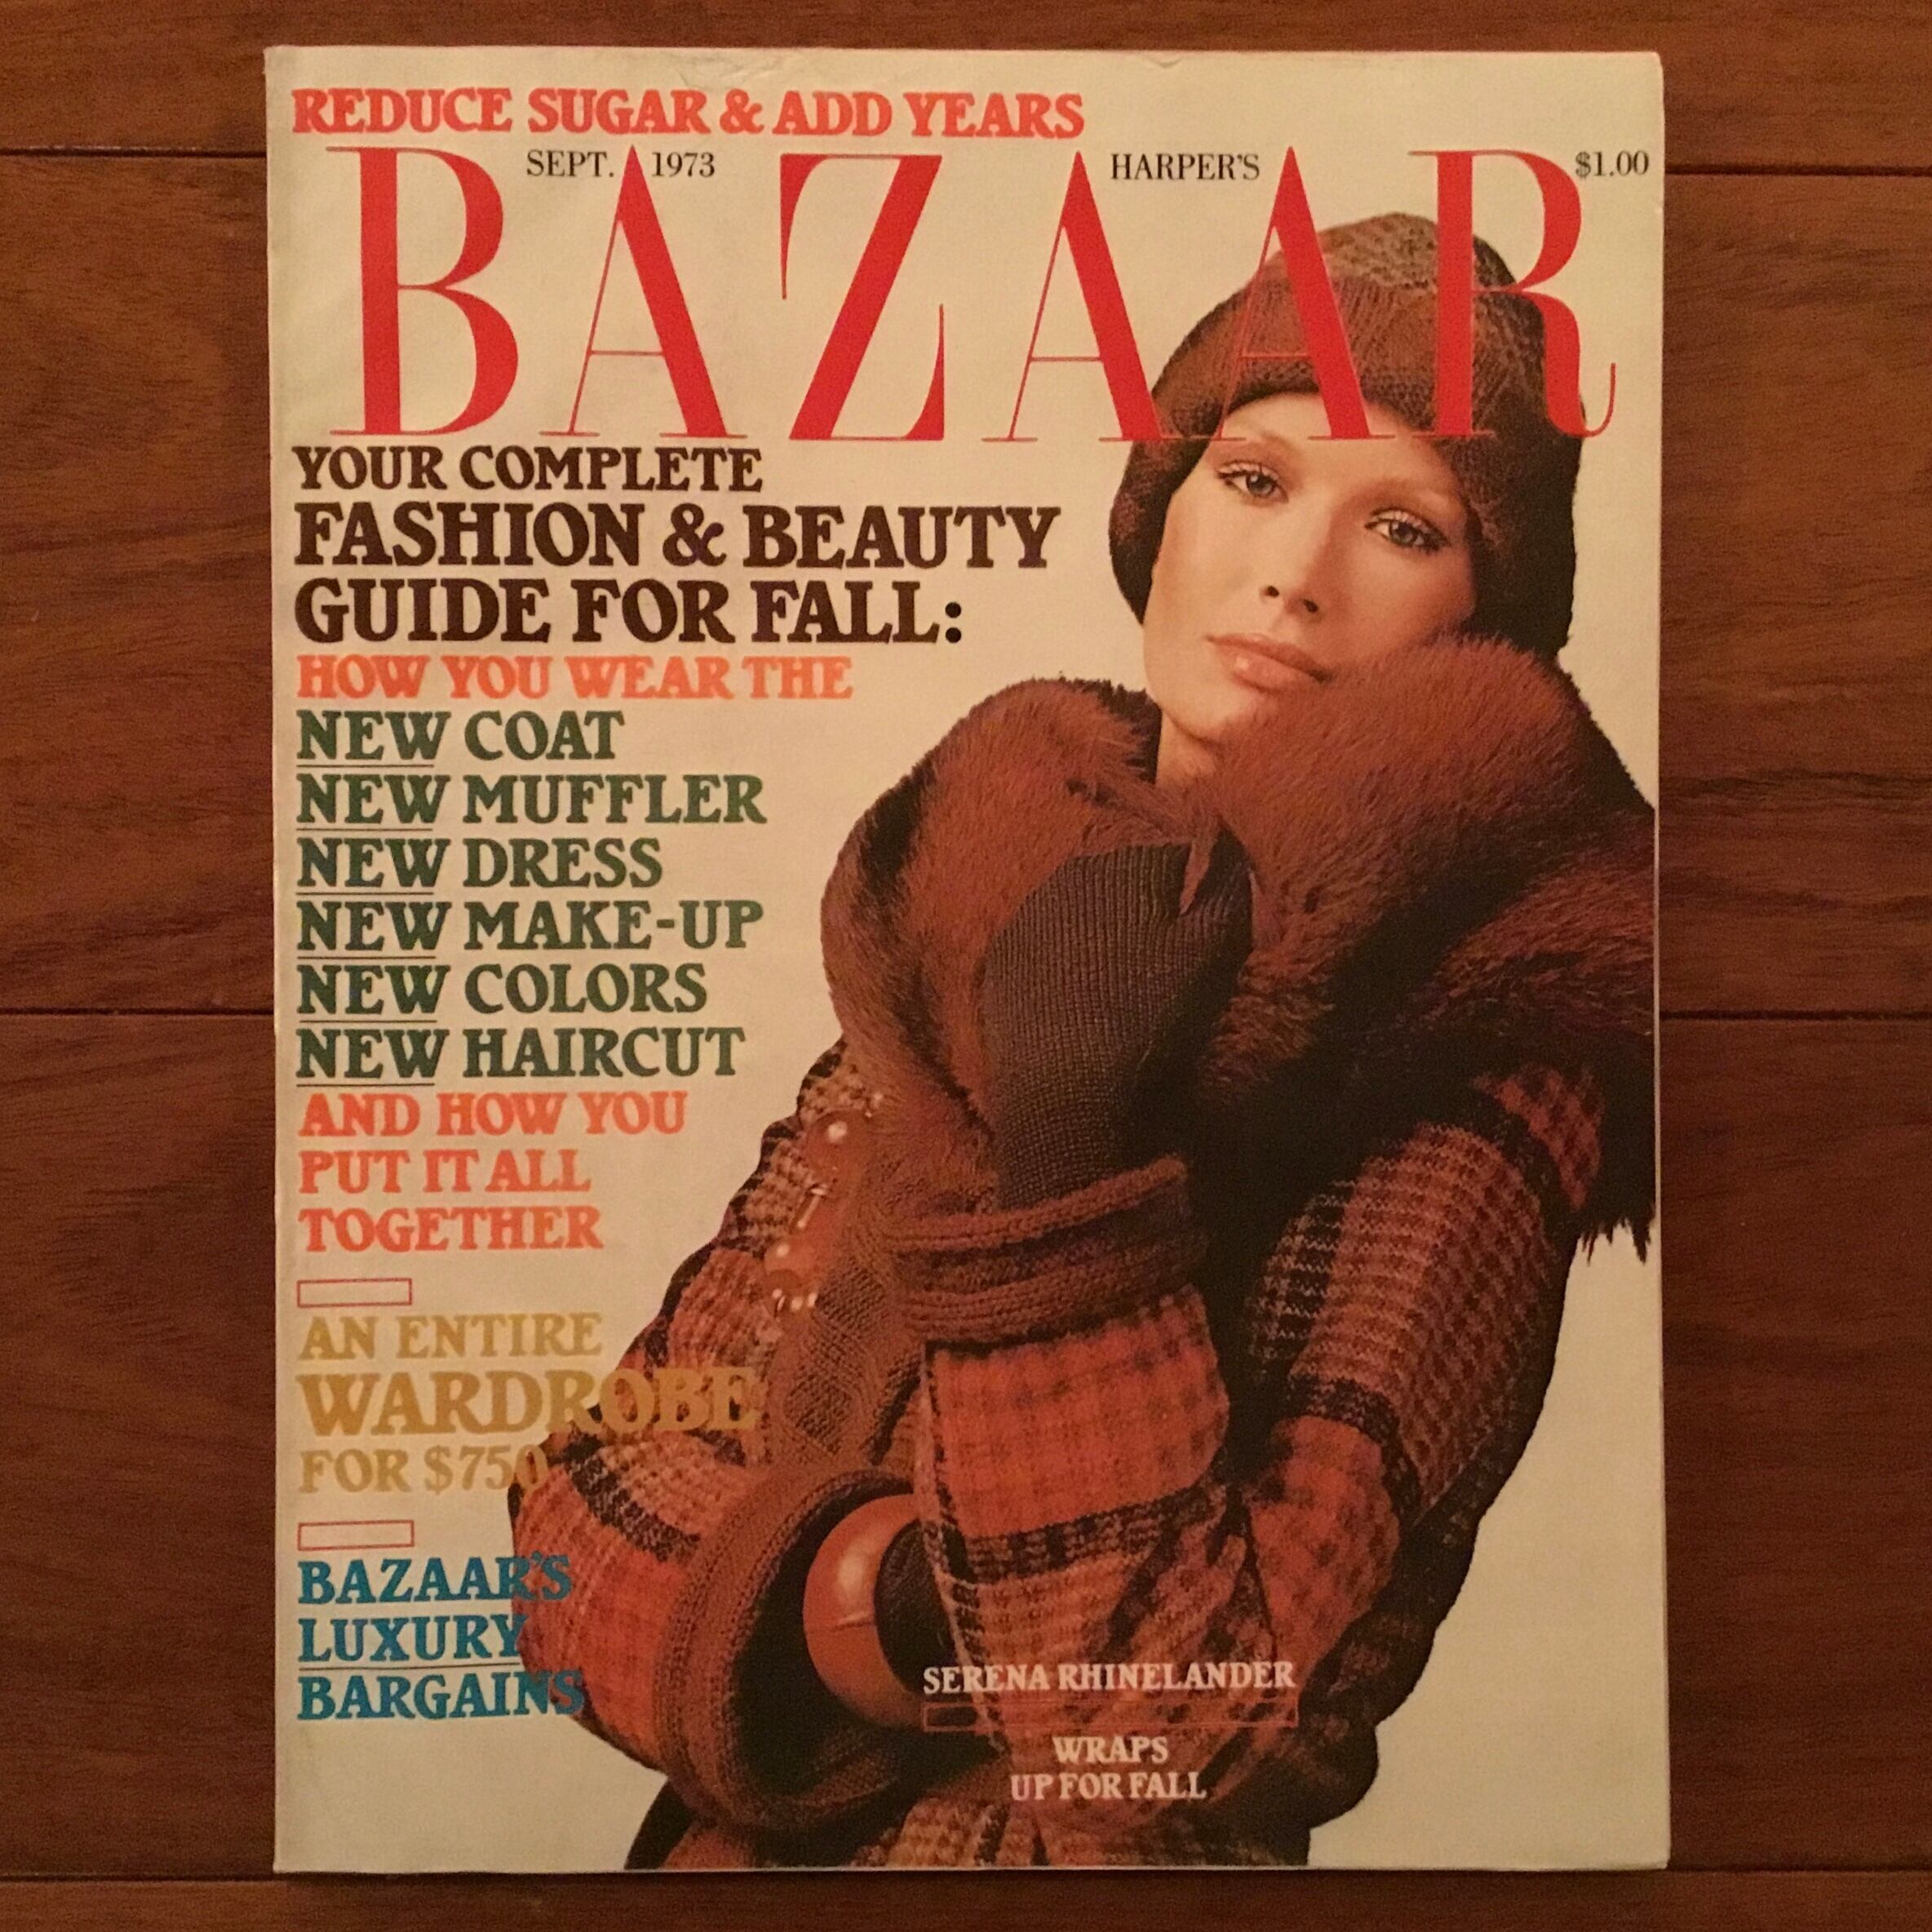 REDUCE SUGAR & ADD YEARS
SEPT. 1973 HARPER'S $1.00
BAZAAR
YOUR COMPLETE
FASHION & BEAUTY
GUIDE FOR FALL:
HOW YOU WEAR THE
NEW COAT
NEW MUFFLER
NEW DRESS
NEW MAKE-UP
NEW COLORS
NEW HAIRCUT
AND HOW YOU
PUT IT ALL
TOGETHER
AN ENTIRE
WARDROBE
FOR $750
BAZAAR'S
LUXURY
BARGAINS
SERENA RHINELANDER
WRAPS
UP FOR FALL